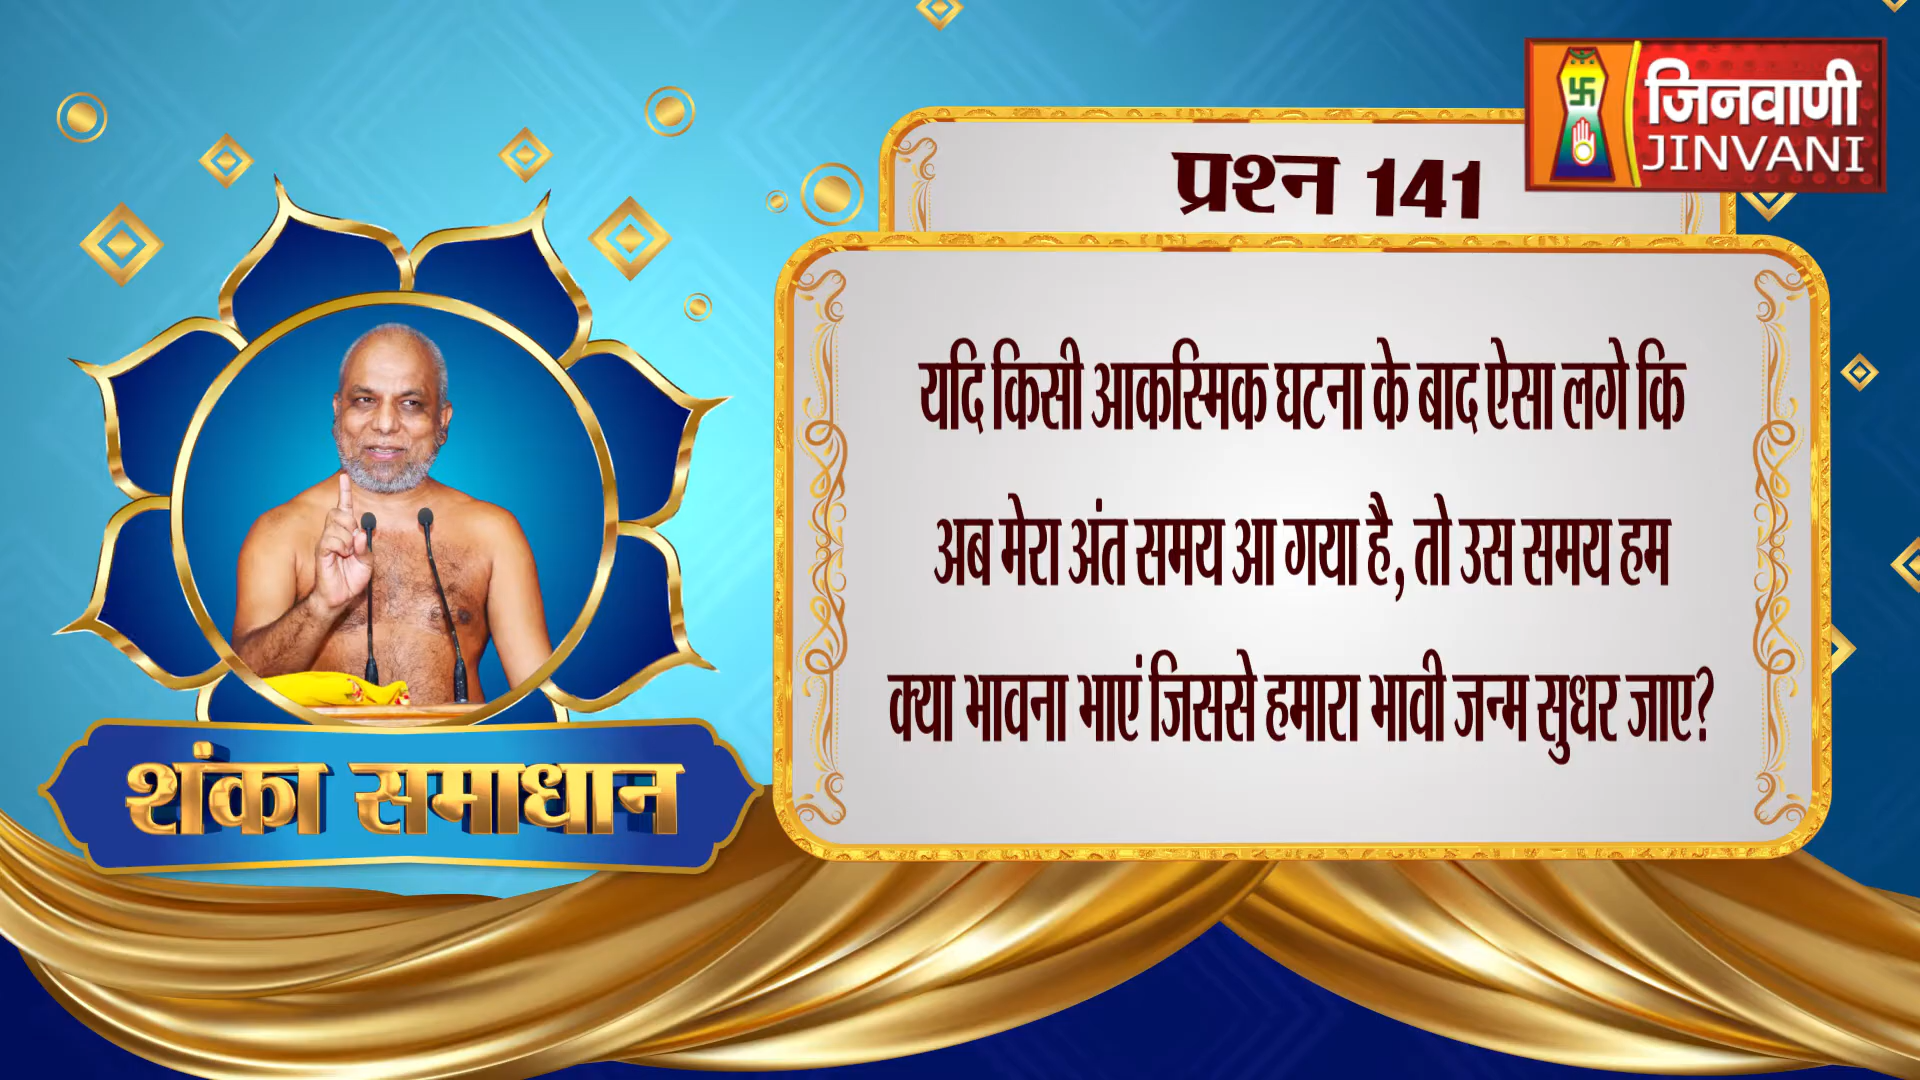 जिनवाणी
JINVANI
प्रश्न 141
यदि किसी आकस्मिक घटना के बाद ऐसा लगे कि
अब मेरा अंत समय आ गया है, तो उस समय हम
क्या भावना भाएं जिससे हमारा भावी जन्म सुधर जाए?
शंका समाधान